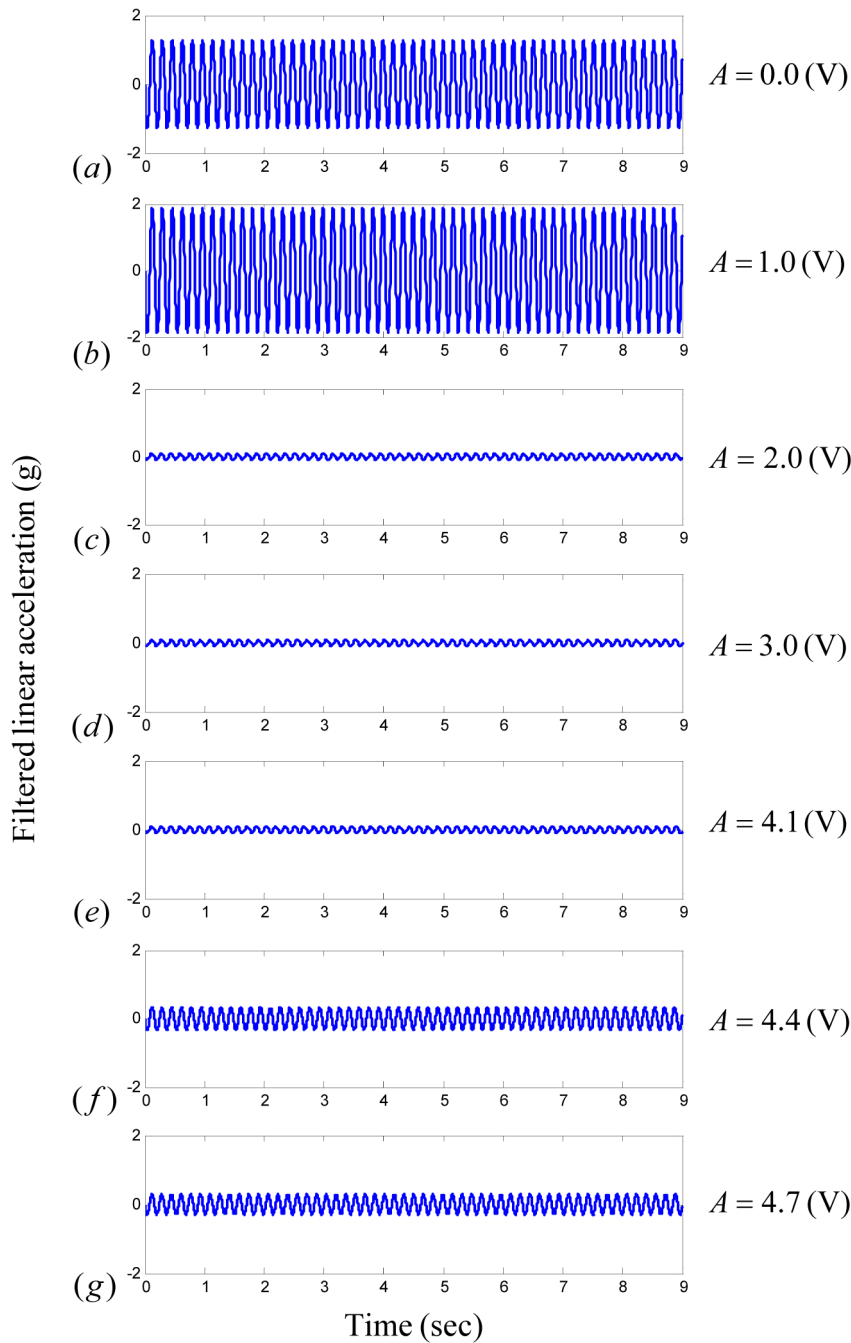 Filtered linear acceleration (g)
2
0
-2
0 1 2 3 4 5 6 7 8 9
(a)
A = 0.0 (V)
2
0
-2
0 1 2 3 4 5 6 7 8 9
(b)
A = 1.0 (V)
2
0
-2
0 1 2 3 4 5 6 7 8 9
(c)
A = 2.0 (V)
2
0
-2
0 1 2 3 4 5 6 7 8 9
(d)
A = 3.0 (V)
2
0
-2
0 1 2 3 4 5 6 7 8 9
(e)
A = 4.1 (V)
2
0
-2
0 1 2 3 4 5 6 7 8 9
(f)
A = 4.4 (V)
2
0
-2
0 1 2 3 4 5 6 7 8 9
(g)
A = 4.7 (V)
Time (sec)